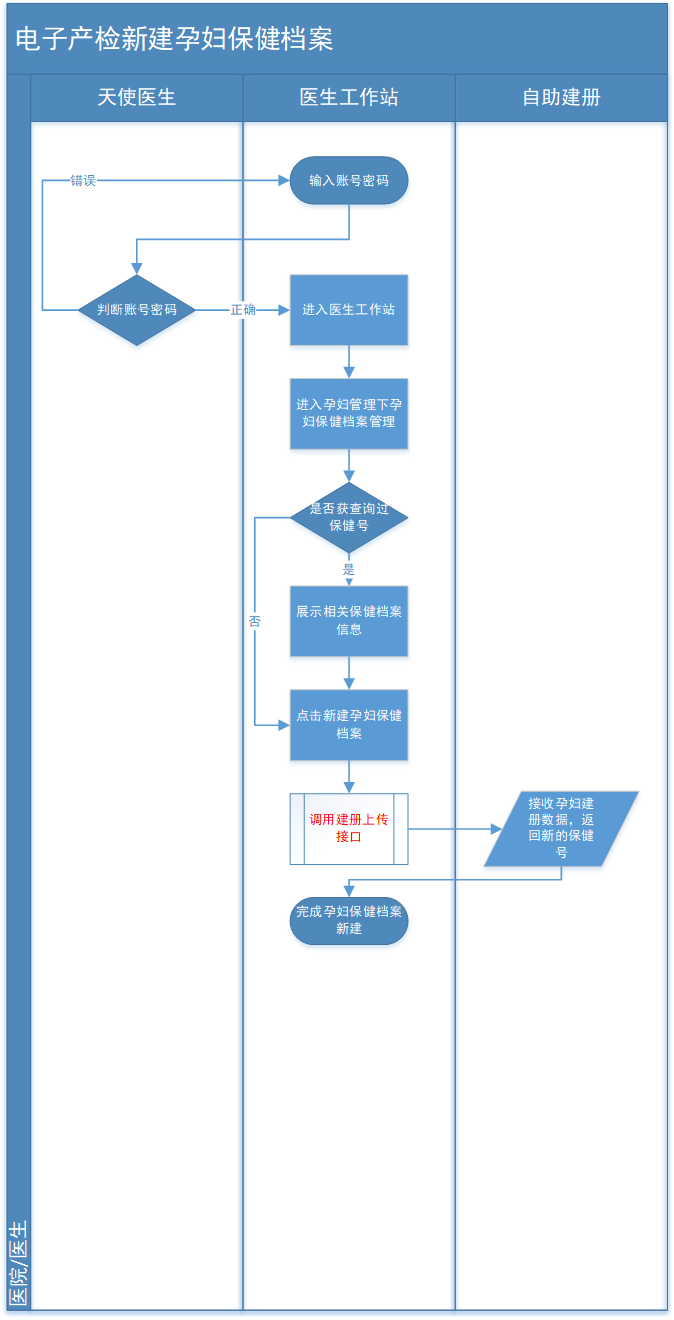 电子产检新建孕妇保健档案
天使医生
医生工作站
自助建册
错误
输入账号密码
判断账号密码
正确
进入医生工作站
进入孕妇管理下孕
妇保健档案管理
是否获查询过
保健号
是
展示相关保健档案
信息
否
点击新建孕妇保健
档案
调用建册上传
接口
接收孕妇建
册数据，返
回新的保健
号
完成孕妇保健档案
新建
医院/医生